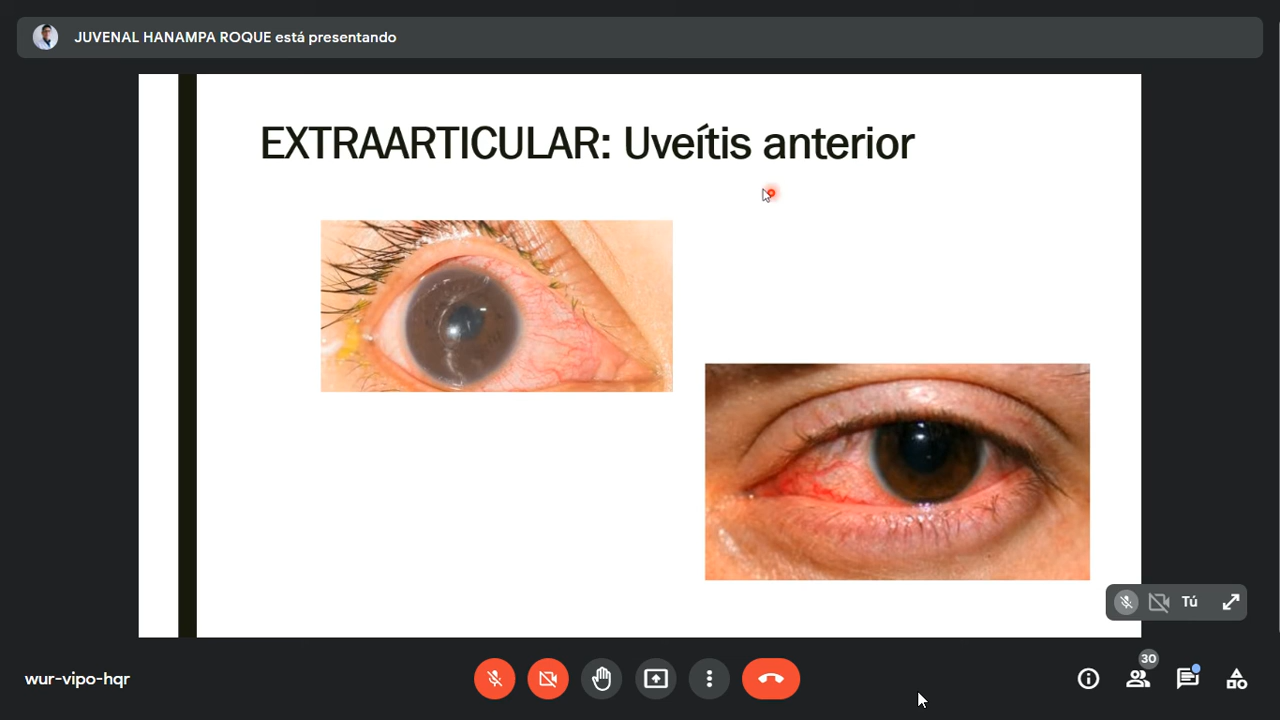 JUVENAL HANAMPA ROQUE está presentando
EXTRAARTICULAR: Uveítis anterior
Tú
wur-vipo-hqr
30